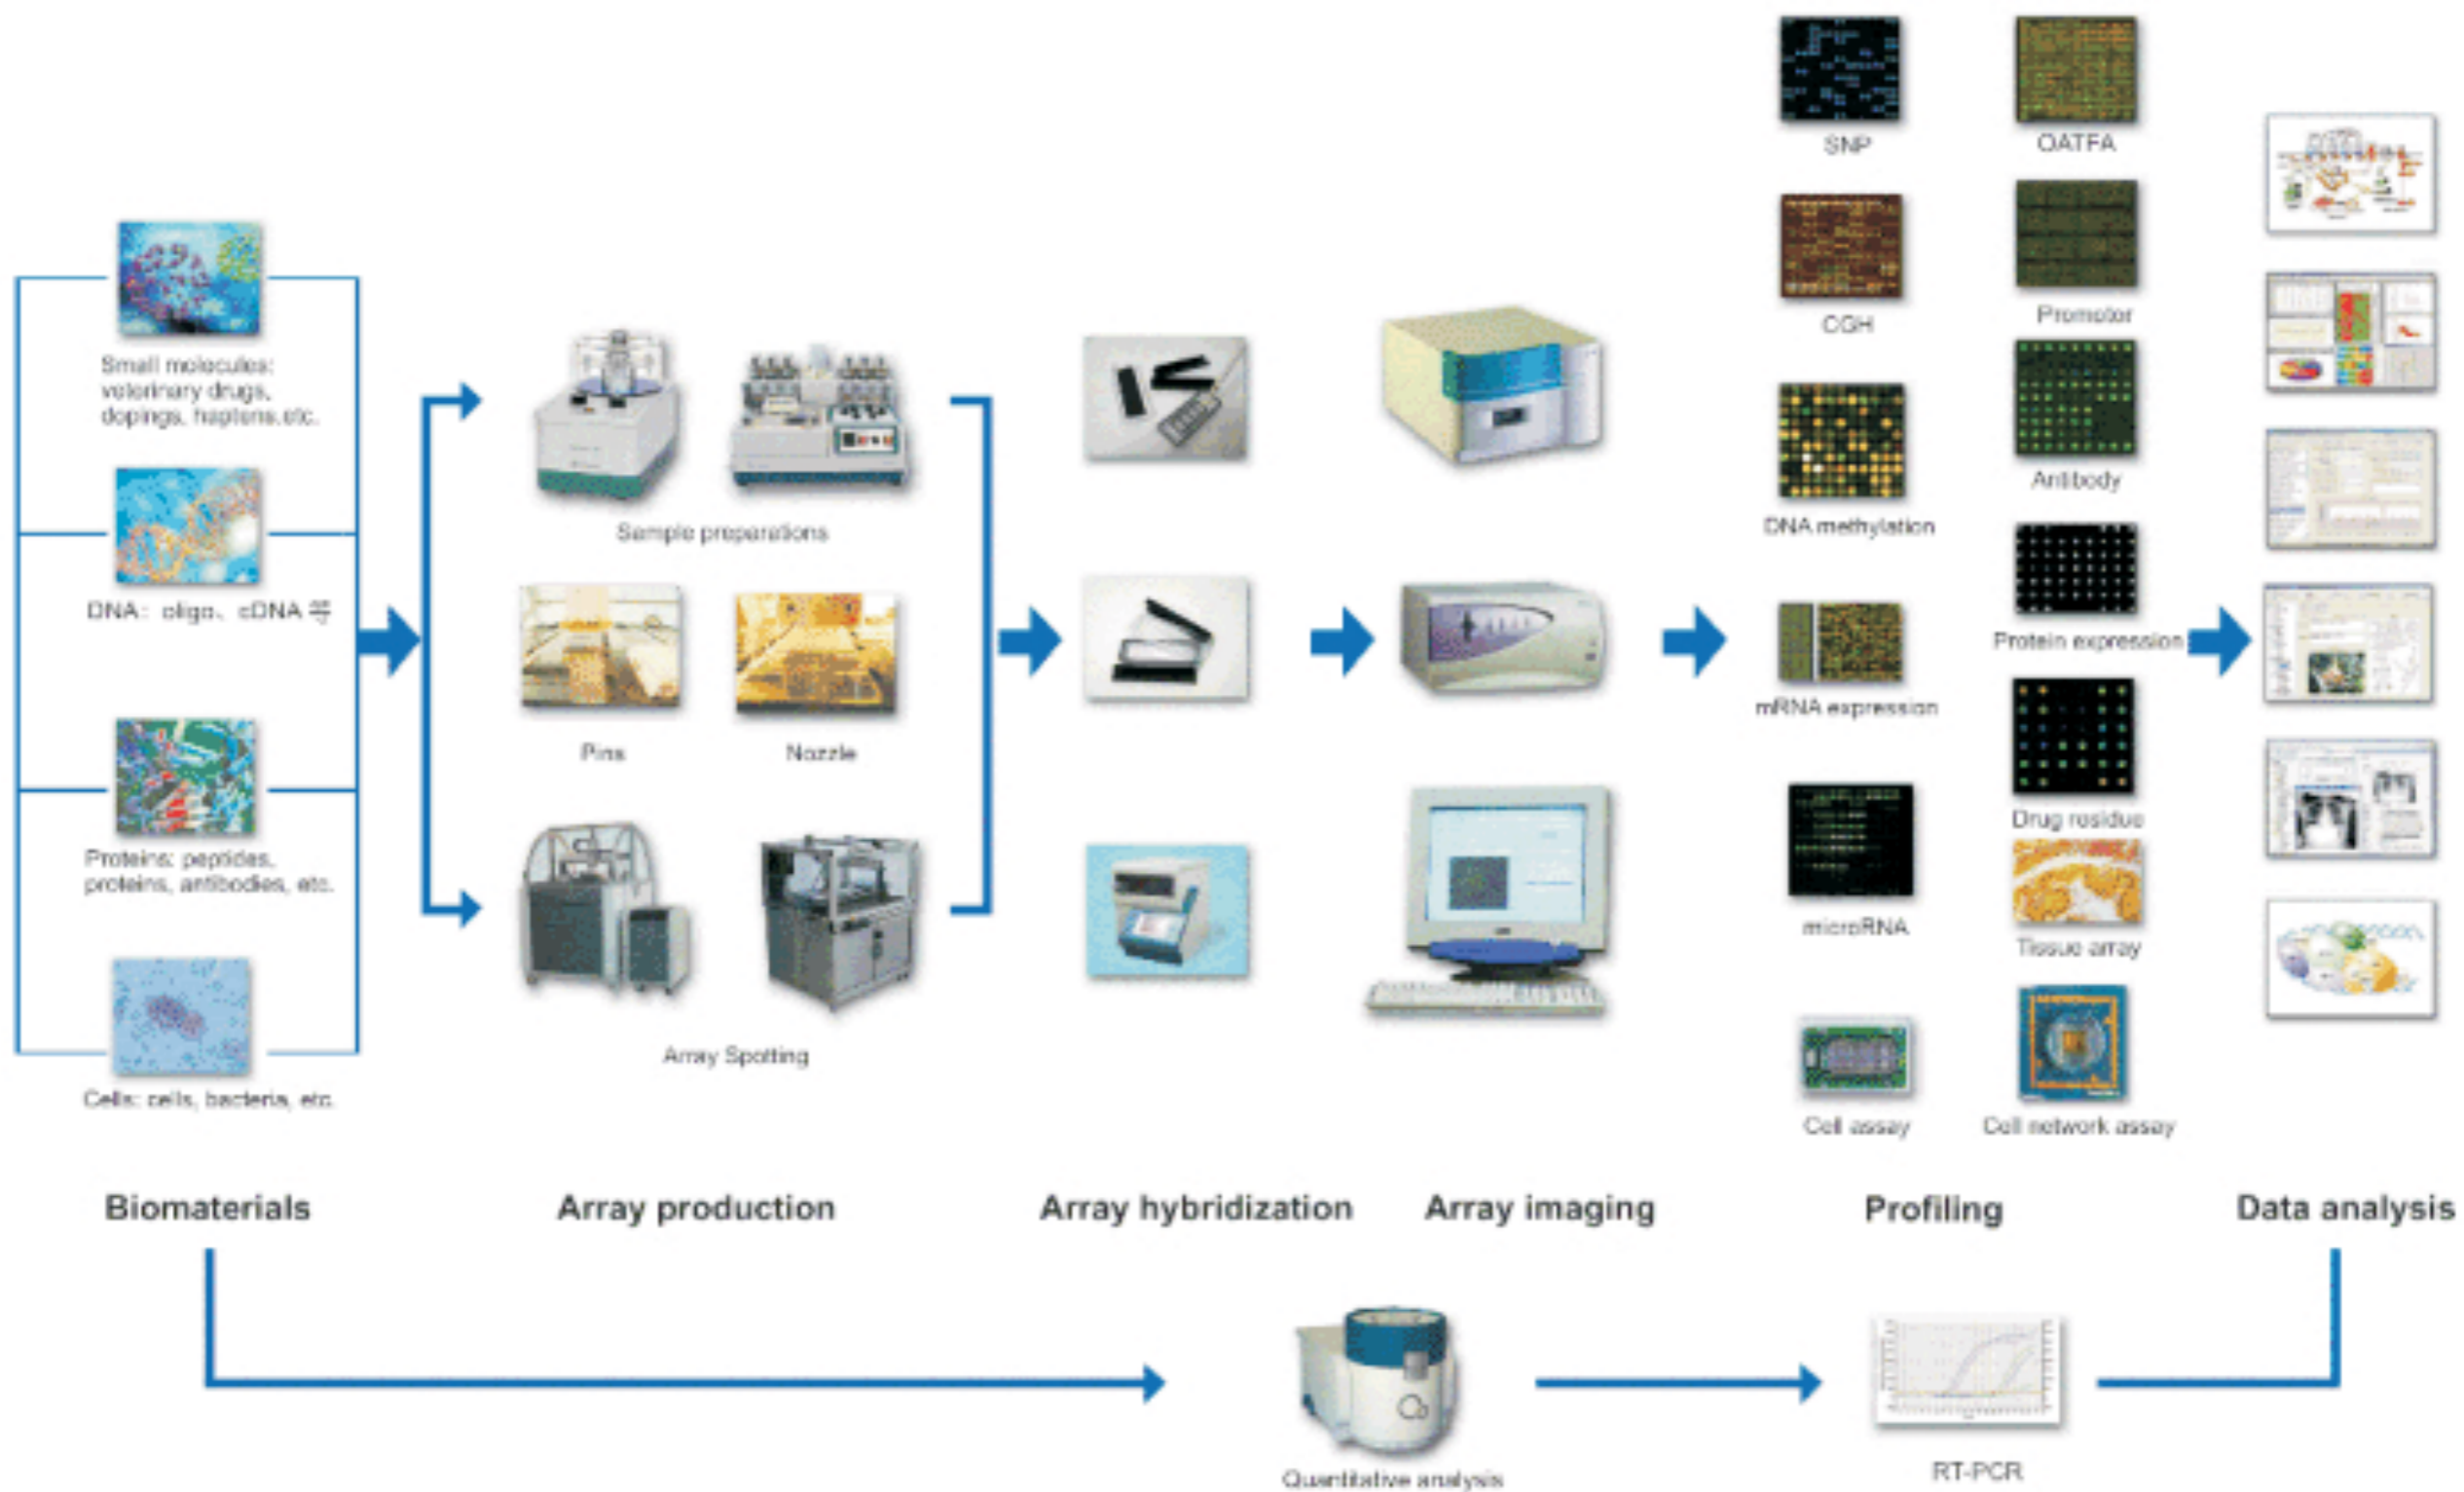 Small molecules:
veterinary drugs,
dopings, haptens,etc.
DNA: oligo、cDNA 等
Proteins: peptides,
proteins, antibodies, etc.
Cells: cells, bacteria, etc.
Sample preparations
Pins
Nozzle
Array Spotting
SNP
OATFA
CGH
Promotor
DNA methylation
Antibody
mRNA expression
Protein expression
microRNA
Drug residue
Tissue array
Cell assay
Cell network assay
Biomaterials
Array production
Array hybridization
Array imaging
Profiling
Data analysis
Quantitative analysis
RT-PCR